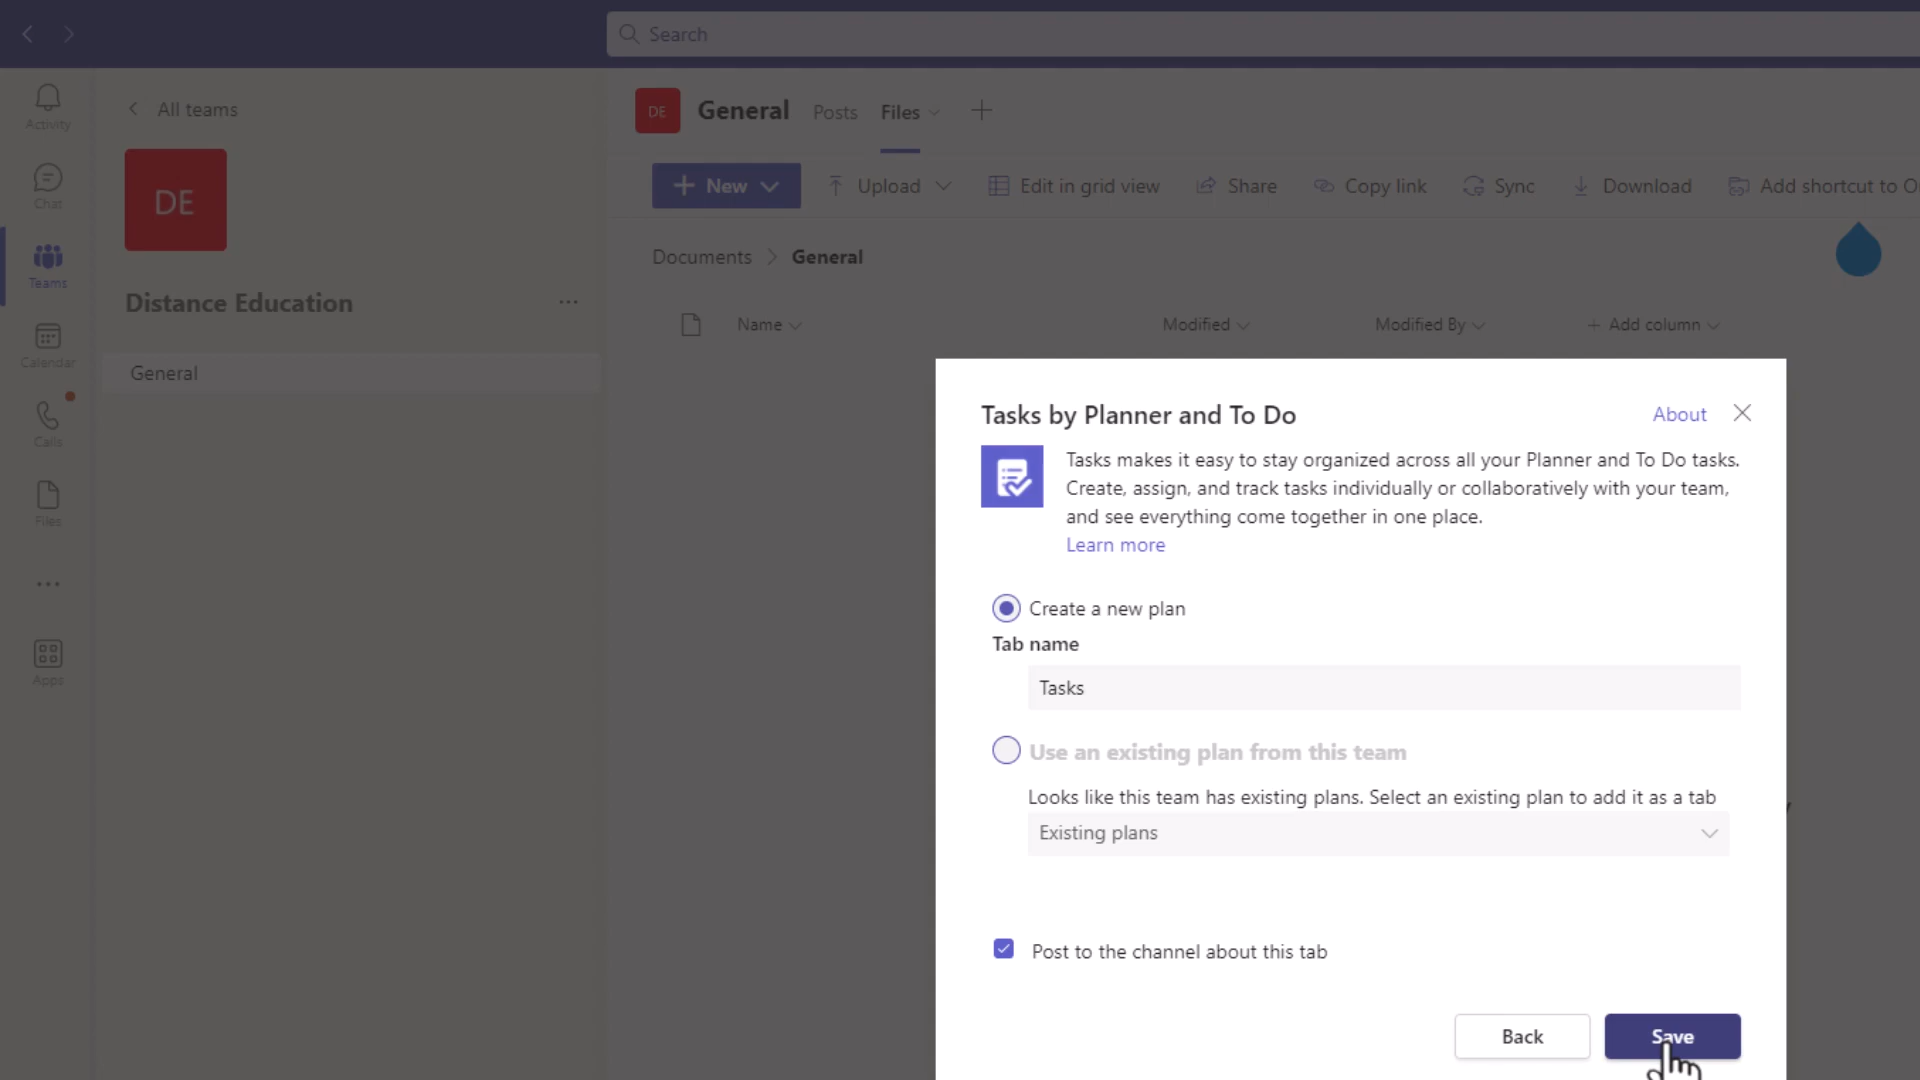 Search
Activity
Chat
Teams
Calendar
Calls
Files
Apps
All teams
DE
Distance Education
General
DE
General
Posts
Files
New
Upload
Edit in grid view
Share
Copy link
Sync
Download
Add shortcut to O
Documents > General
Name
Modified
Modified By
+ Add column
Tasks by Planner and To Do
About
Tasks makes it easy to stay organized across all your Planner and To Do tasks.
Create, assign, and track tasks individually or collaboratively with your team,
and see everything come together in one place.
Learn more
Create a new plan
Tab name
Tasks
Use an existing plan from this team
Looks like this team has existing plans. Select an existing plan to add it as a tab
Existing plans
Post to the channel about this tab
Back
Save